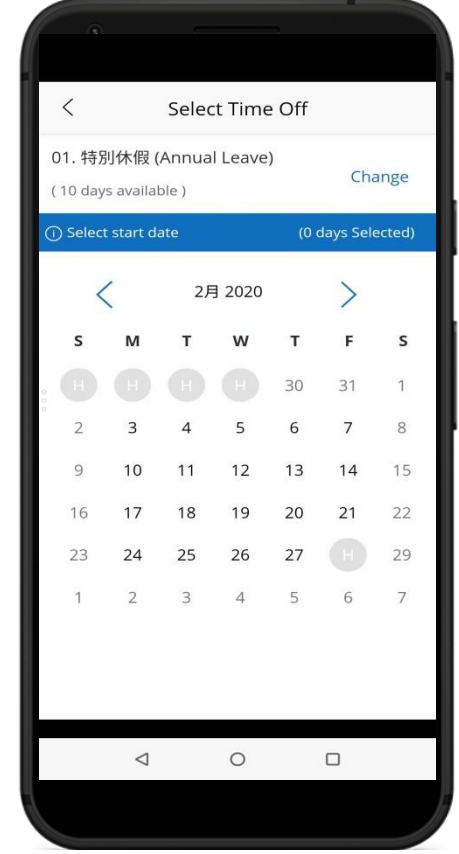 Select Time Off
01. 特別休假 (Annual Leave)
( 10 days available )
Change
Select start date (0 days Selected)
2月 2020
S M T W T F S
H H H H 30 31 1
2 3 4 5 6 7 8
9 10 11 12 13 14 15
16 17 18 19 20 21 22
23 24 25 26 27 H 29
1 2 3 4 5 6 7